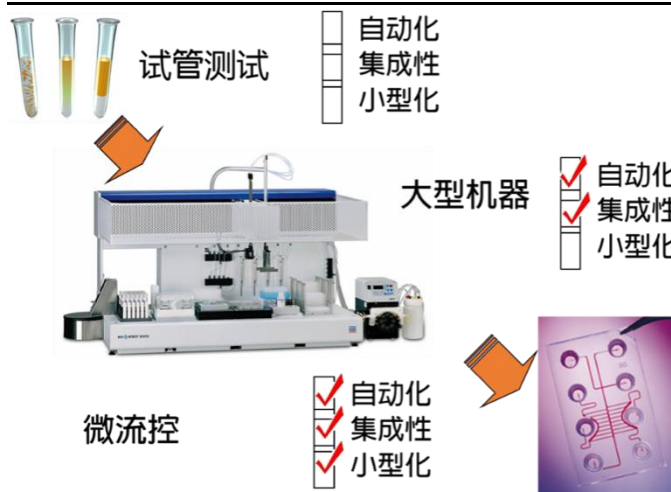 试管测试
自动化
集成性
小型化
大型机器
自动化
集成性
小型化
微流控
自动化
集成性
小型化